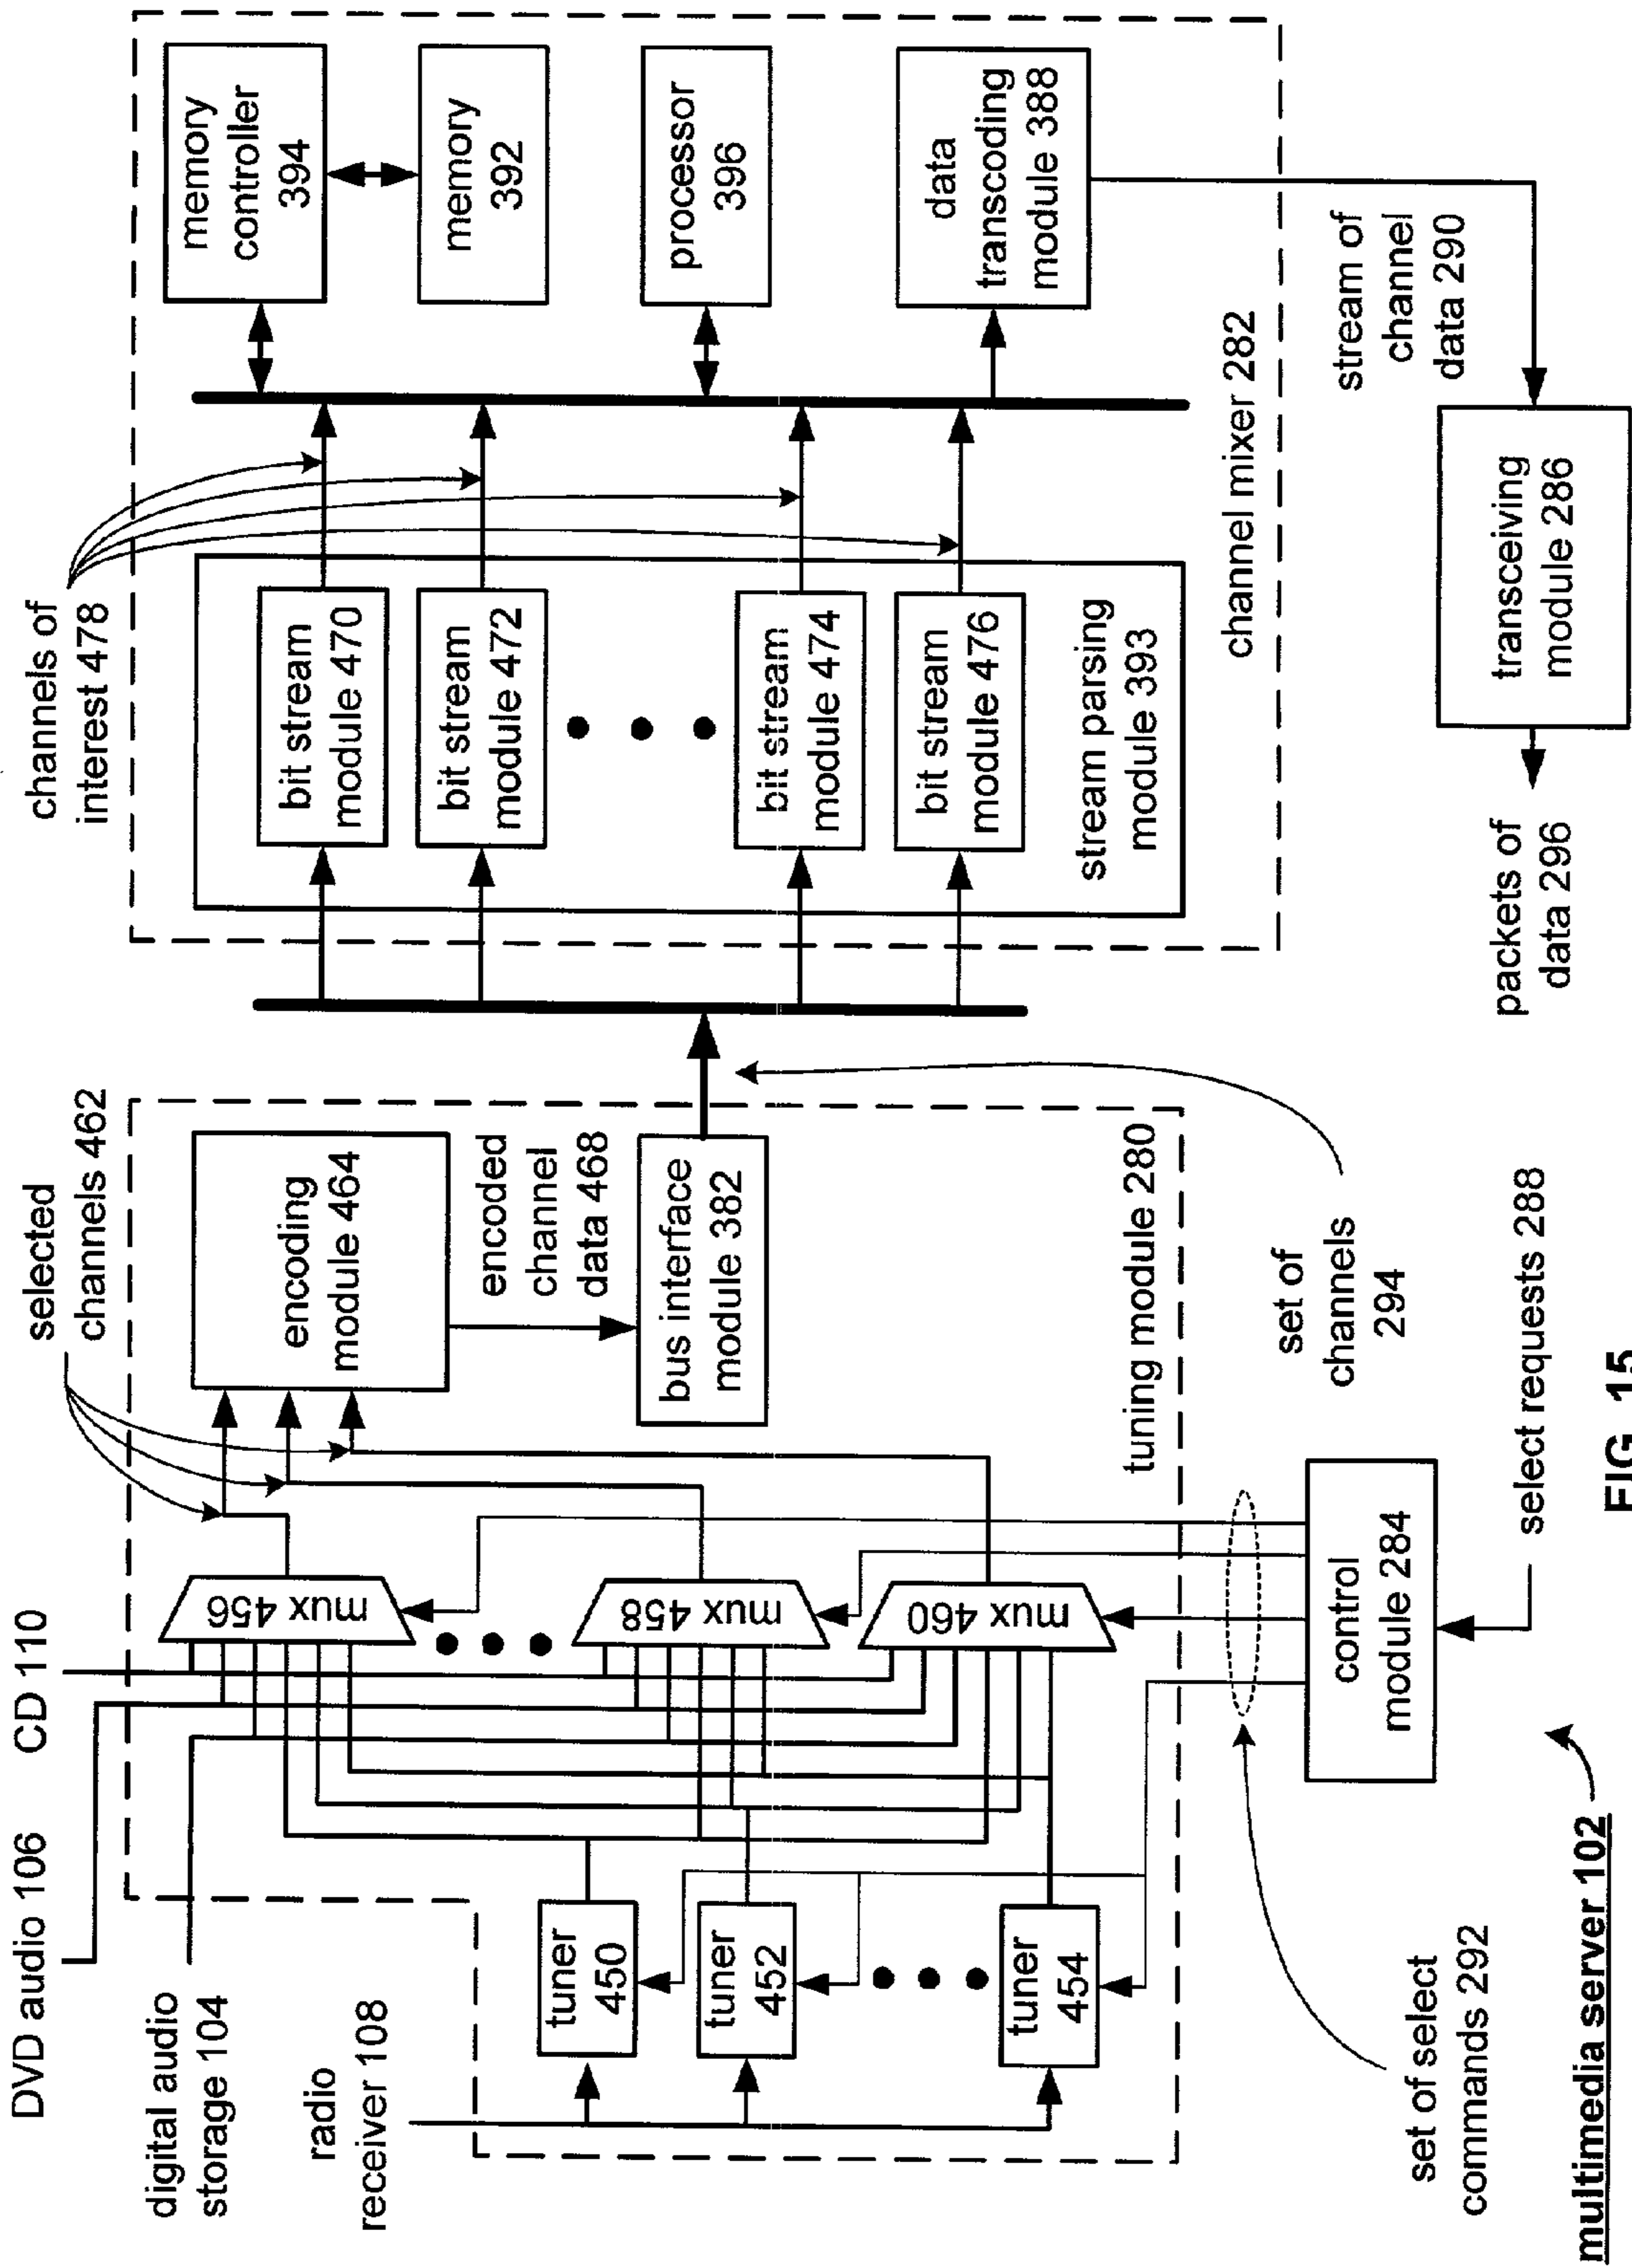 DVD audio 106
CD 110
digital audio
storage 104
radio
receiver 108
tuner
450
tuner
452
tuner
454
mux 456
mux 458
mux 460
selected
channels 462
encoding
module 464
encoded
channel
data 468
bus interface
module 382
tuning module 280
set of
channels
294
control
module 284
select requests 288
set of select
commands 292
multimedia server 102
channels of
interest 478
bit stream
module 470
bit stream
module 472
bit stream
module 474
bit stream
module 476
stream parsing
module 393
memory
controller
394
memory
392
processor
396
data
transcoding
module 388
channel mixer 282
stream of
channel
data 290
transceiving
module 286
packets of
data 296
FIG. 15